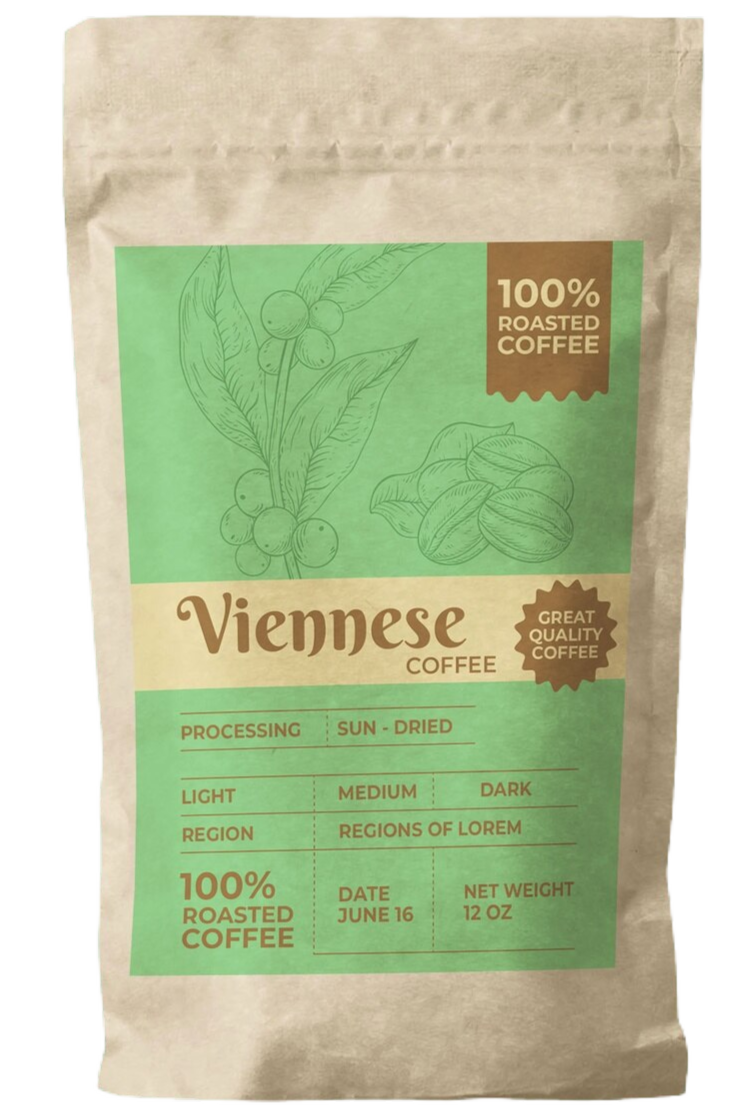 100%
ROASTED
COFFEE
Viennese
COFFEE
GREAT
QUALITY
COFFEE
PROCESSING SUN - DRIED
LIGHT MEDIUM DARK
REGION REGIONS OF LOREM
100%
ROASTED
COFFEE
DATE
JUNE 16
NET WEIGHT
12 OZ